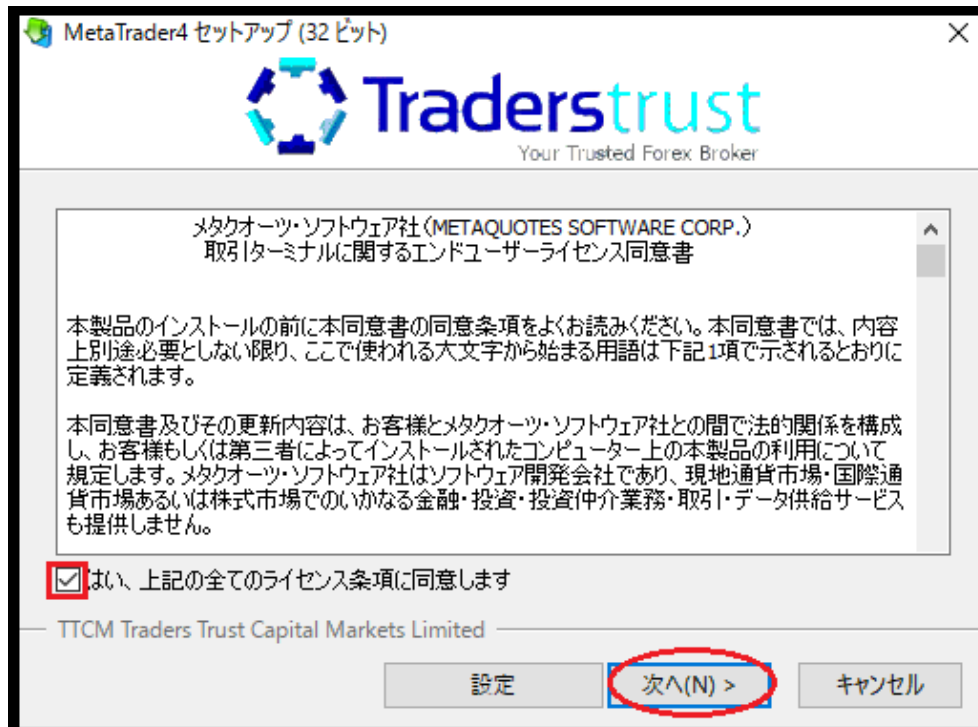 MetaTrader4 セットアップ (32 ビット)
Traderstrust
Your Trusted Forex Broker
メタクオーツ・ソフトウェア社（METAQUOTES SOFTWARE CORP.）
取引ターミナルに関するエンドユーザーライセンス同意書
本製品のインストールの前に本同意書の同意条項をよくお読みください。本同意書では、内容
上別途必要としない限り、ここで使われる大文字から始まる用語は下記1項で示されるとおりに
定義されます。
本同意書及びその更新内容は、お客様とメタクオーツ・ソフトウェア社との間で法的関係を構成
し、お客様もしくは第三者によってインストールされたコンピューター上の本製品の利用について
規定します。メタクオーツ・ソフトウェア社はソフトウェア開発会社であり、現地通貨市場・国際通
貨市場あるいは株式市場でのいかなる金融・投資・投資仲介業務・取引・データ供給サービス
も提供しません。
はい、上記の全てのライセンス条項に同意します
TTCM Traders Trust Capital Markets Limited
設定
次へ(N) >
キャンセル